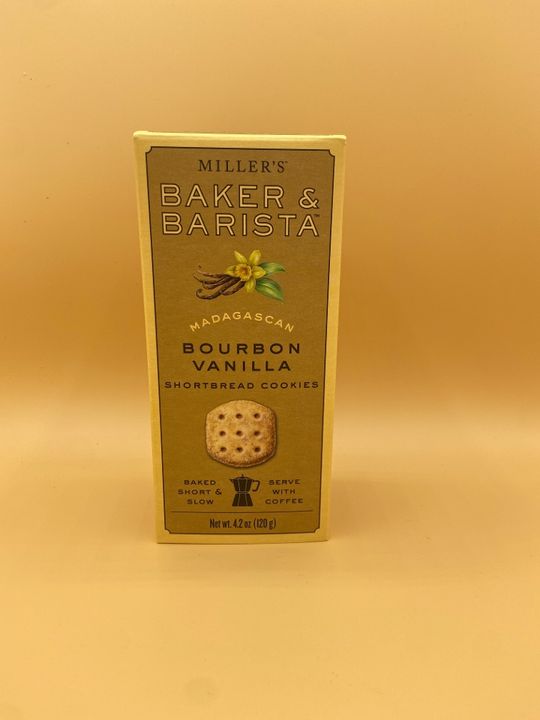 MILLER'S
BAKER &
BARISTA™
MADAGASCAN
BOURBON
VANILLA
SHORTBREAD COOKIES
BAKED
SHORT &
SLOW
SERVE
WITH
COFFEE
Net wt. 4.2 oz (120 g)